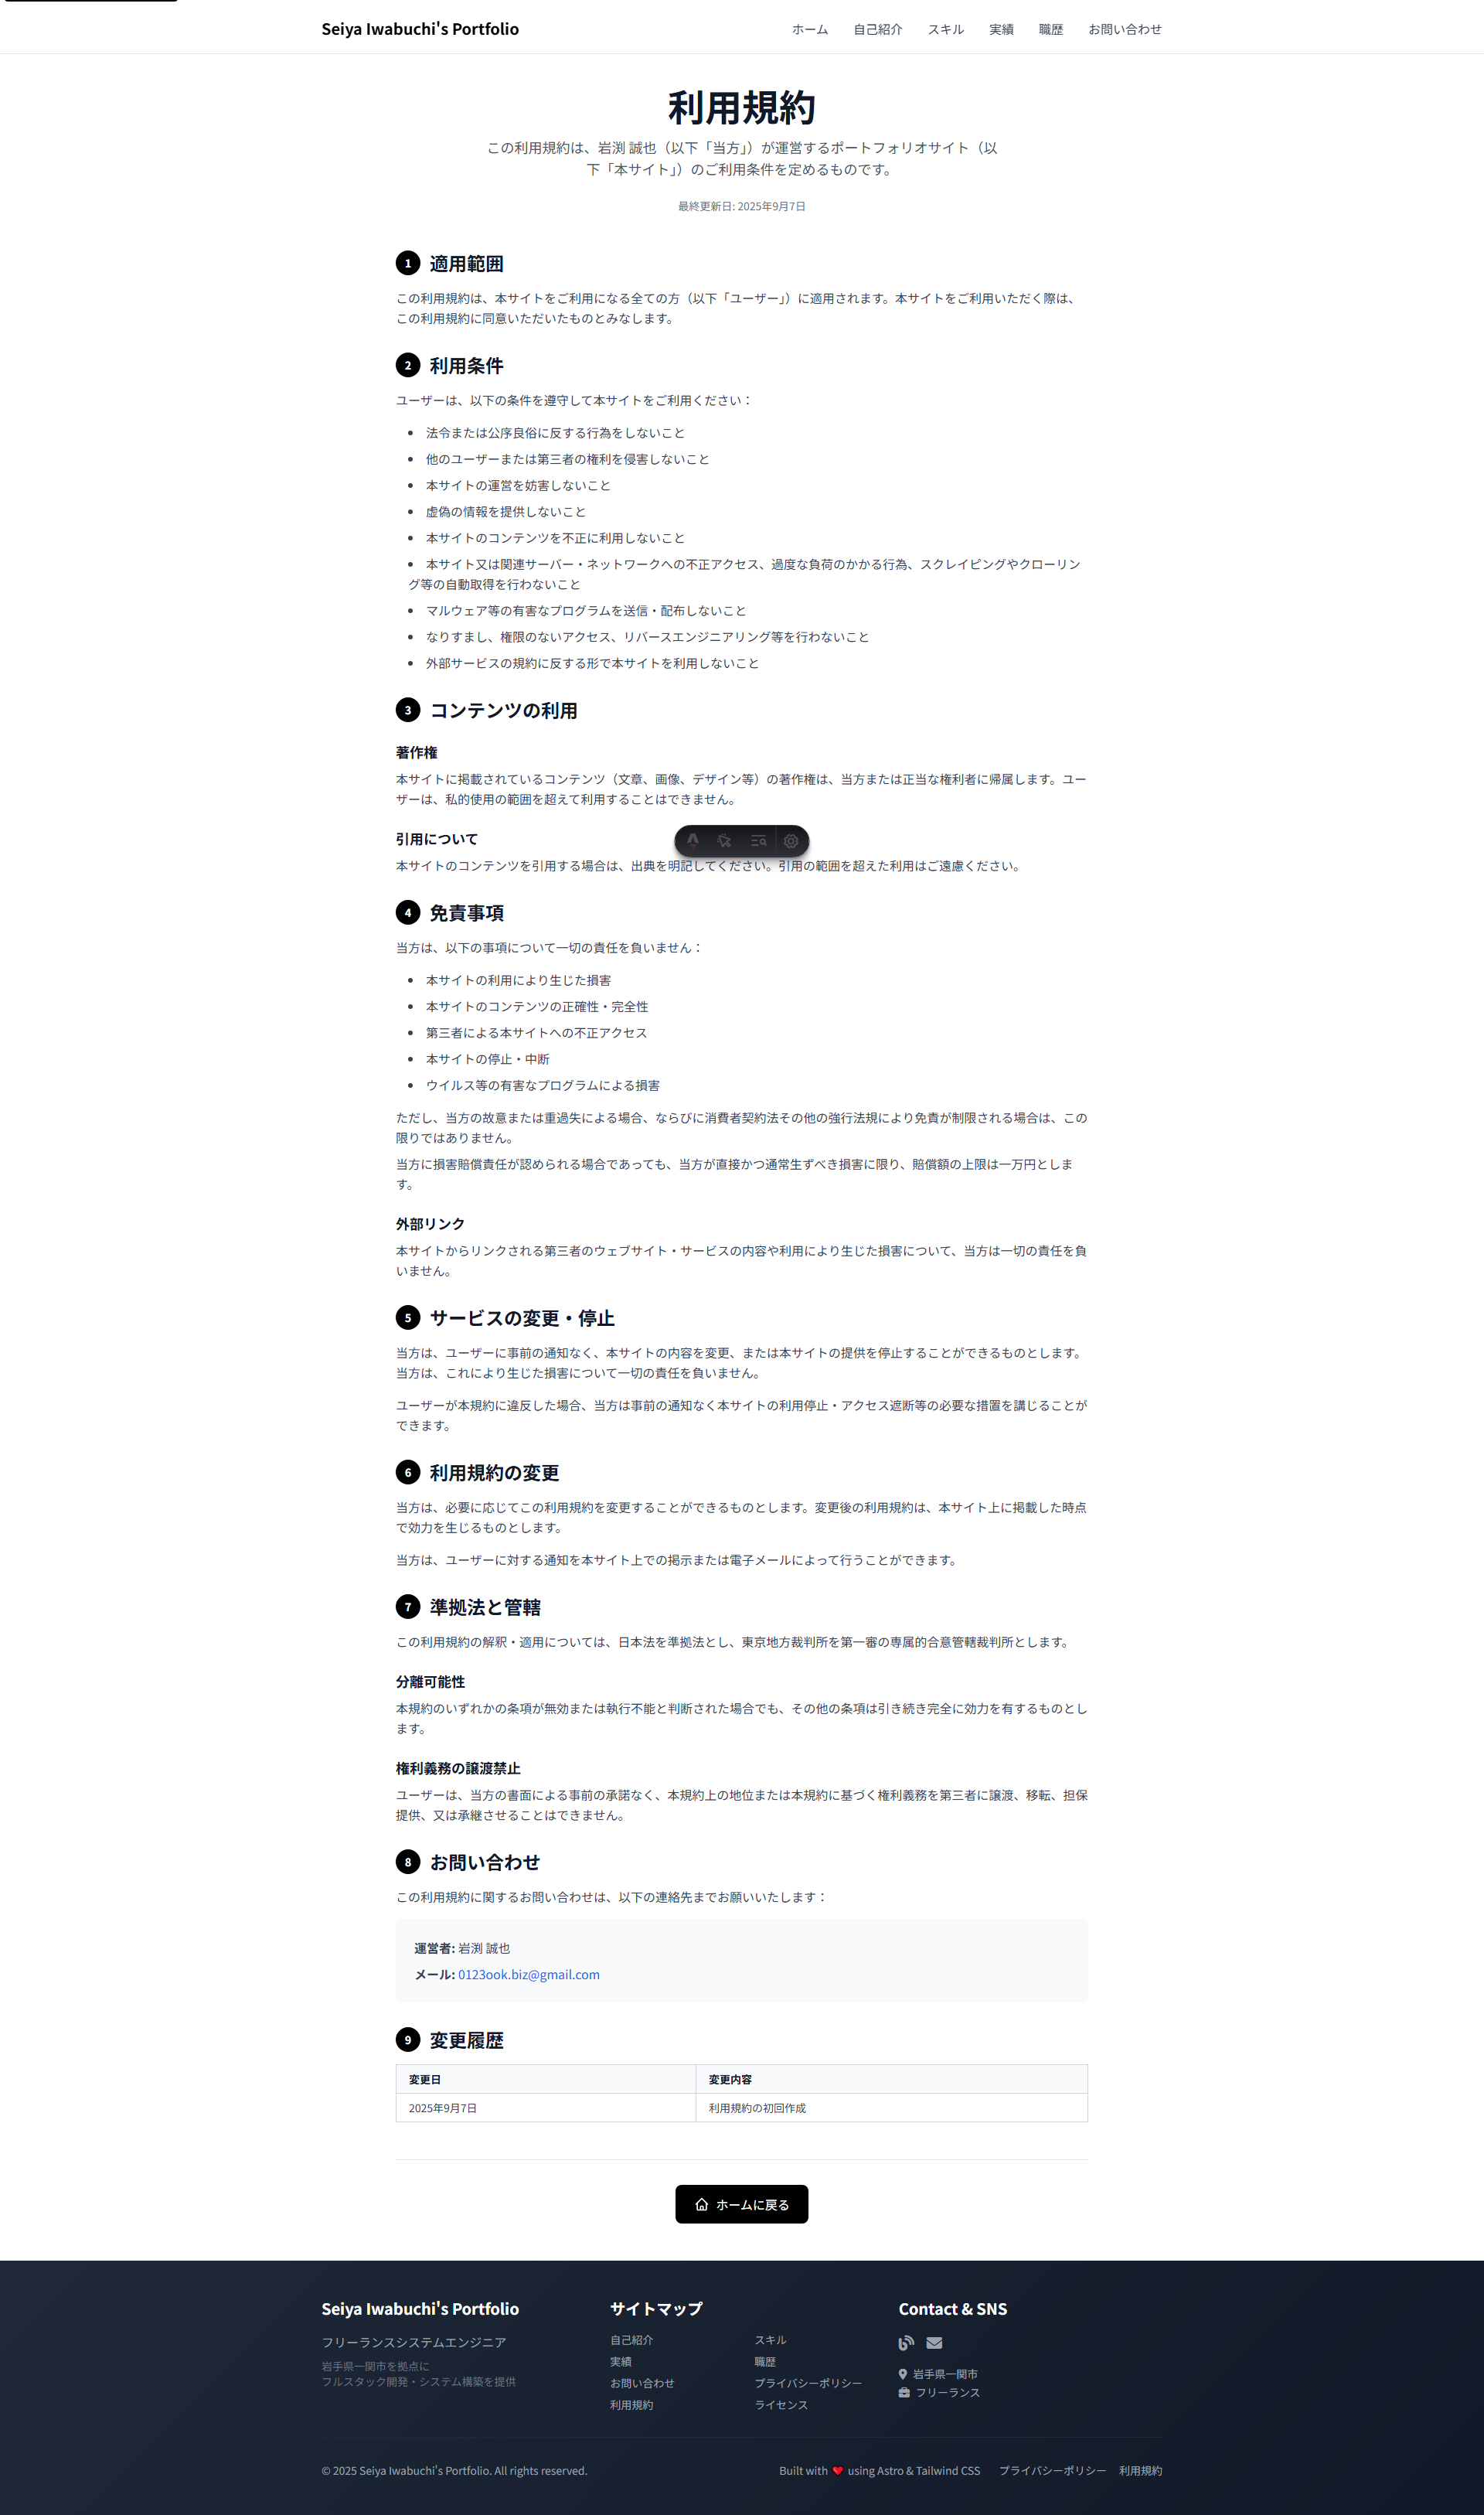 Seiya Iwabuchi's Portfolio
ホーム 自己紹介 スキル 実績 職歴 お問い合わせ
利用規約
この利用規約は、岩渕 誠也（以下「当方」）が運営するポートフォリオサイト（以
下「本サイト」）のご利用条件を定めるものです。
最終更新日: 2025年9月7日
1 適用範囲
この利用規約は、本サイトをご利用になる全ての方（以下「ユーザー」）に適用されます。本サイトをご利用いただく際は、
この利用規約に同意いただいたものとみなします。
2 利用条件
ユーザーは、以下の条件を遵守して本サイトをご利用ください：
• 法令または公序良俗に反する行為をしないこと
• 他のユーザーまたは第三者の権利を侵害しないこと
• 本サイトの運営を妨害しないこと
• 虚偽の情報を提供しないこと
• 本サイトのコンテンツを不正に利用しないこと
• 本サイト又は関連サーバー・ネットワークへの不正アクセス、過度な負荷のかかる行為、スクレイピングやクローリン
グ等の自動取得を行わないこと
• マルウェア等の有害なプログラムを送信・配布しないこと
• なりすまし、権限のないアクセス、リバースエンジニアリング等を行わないこと
• 外部サービスの規約に反する形で本サイトを利用しないこと
3 コンテンツの利用
著作権
本サイトに掲載されているコンテンツ（文章、画像、デザイン等）の著作権は、当方または正当な権利者に帰属します。ユー
ザーは、私的使用の範囲を超えて利用することはできません。
引用について
本サイトのコンテンツを引用する場合は、出典を明記してください。引用の範囲を超えた利用はご遠慮ください。
4 免責事項
当方は、以下の事項について一切の責任を負いません：
• 本サイトの利用により生じた損害
• 本サイトのコンテンツの正確性・完全性
• 第三者による本サイトへの不正アクセス
• 本サイトの停止・中断
• ウイルス等の有害なプログラムによる損害
ただし、当方の故意または重過失による場合、ならびに消費者契約法その他の強行法規により免責が制限される場合は、この
限りではありません。
当方に損害賠償責任が認められる場合であっても、当方が直接かつ通常生ずべき損害に限り、賠償額の上限は一万円としま
す。
外部リンク
本サイトからリンクされる第三者のウェブサイト・サービスの内容や利用により生じた損害について、当方は一切の責任を負
いません。
5 サービスの変更・停止
当方は、ユーザーに事前の通知なく、本サイトの内容を変更、または本サイトの提供を停止することができるものとします。
当方は、これにより生じた損害について一切の責任を負いません。
ユーザーが本規約に違反した場合、当方は事前の通知なく本サイトの利用停止・アクセス遮断等の必要な措置を講じることが
できます。
6 利用規約の変更
当方は、必要に応じてこの利用規約を変更することができるものとします。変更後の利用規約は、本サイト上に掲載した時点
で効力を生じるものとします。
当方は、ユーザーに対する通知を本サイト上での掲示または電子メールによって行うことができます。
7 準拠法と管轄
この利用規約の解釈・適用については、日本法を準拠法とし、東京地方裁判所を第一審の専属的合意管轄裁判所とします。
分離可能性
本規約のいずれかの条項が無効または執行不能と判断された場合でも、その他の条項は引き続き完全に効力を有するものとし
ます。
権利義務の譲渡禁止
ユーザーは、当方の書面による事前の承諾なく、本規約上の地位または本規約に基づく権利義務を第三者に譲渡、移転、担保
提供、又は承継させることはできません。
8 お問い合わせ
この利用規約に関するお問い合わせは、以下の連絡先までお願いいたします：
運営者: 岩渕 誠也
メール: 0123ook.biz@gmail.com
9 変更履歴
変更日 変更内容
2025年9月7日 利用規約の初回作成
ホームに戻る
Seiya Iwabuchi's Portfolio
フリーランスシステムエンジニア
岩手県一関市を拠点に
フルスタック開発・システム構築を提供
サイトマップ
自己紹介 スキル
実績 職歴
お問い合わせ プライバシーポリシー
利用規約 ライセンス
Contact & SNS
岩手県一関市
フリーランス
© 2025 Seiya Iwabuchi's Portfolio. All rights reserved.
Built with ❤️ using Astro & Tailwind CSS プライバシーポリシー 利用規約